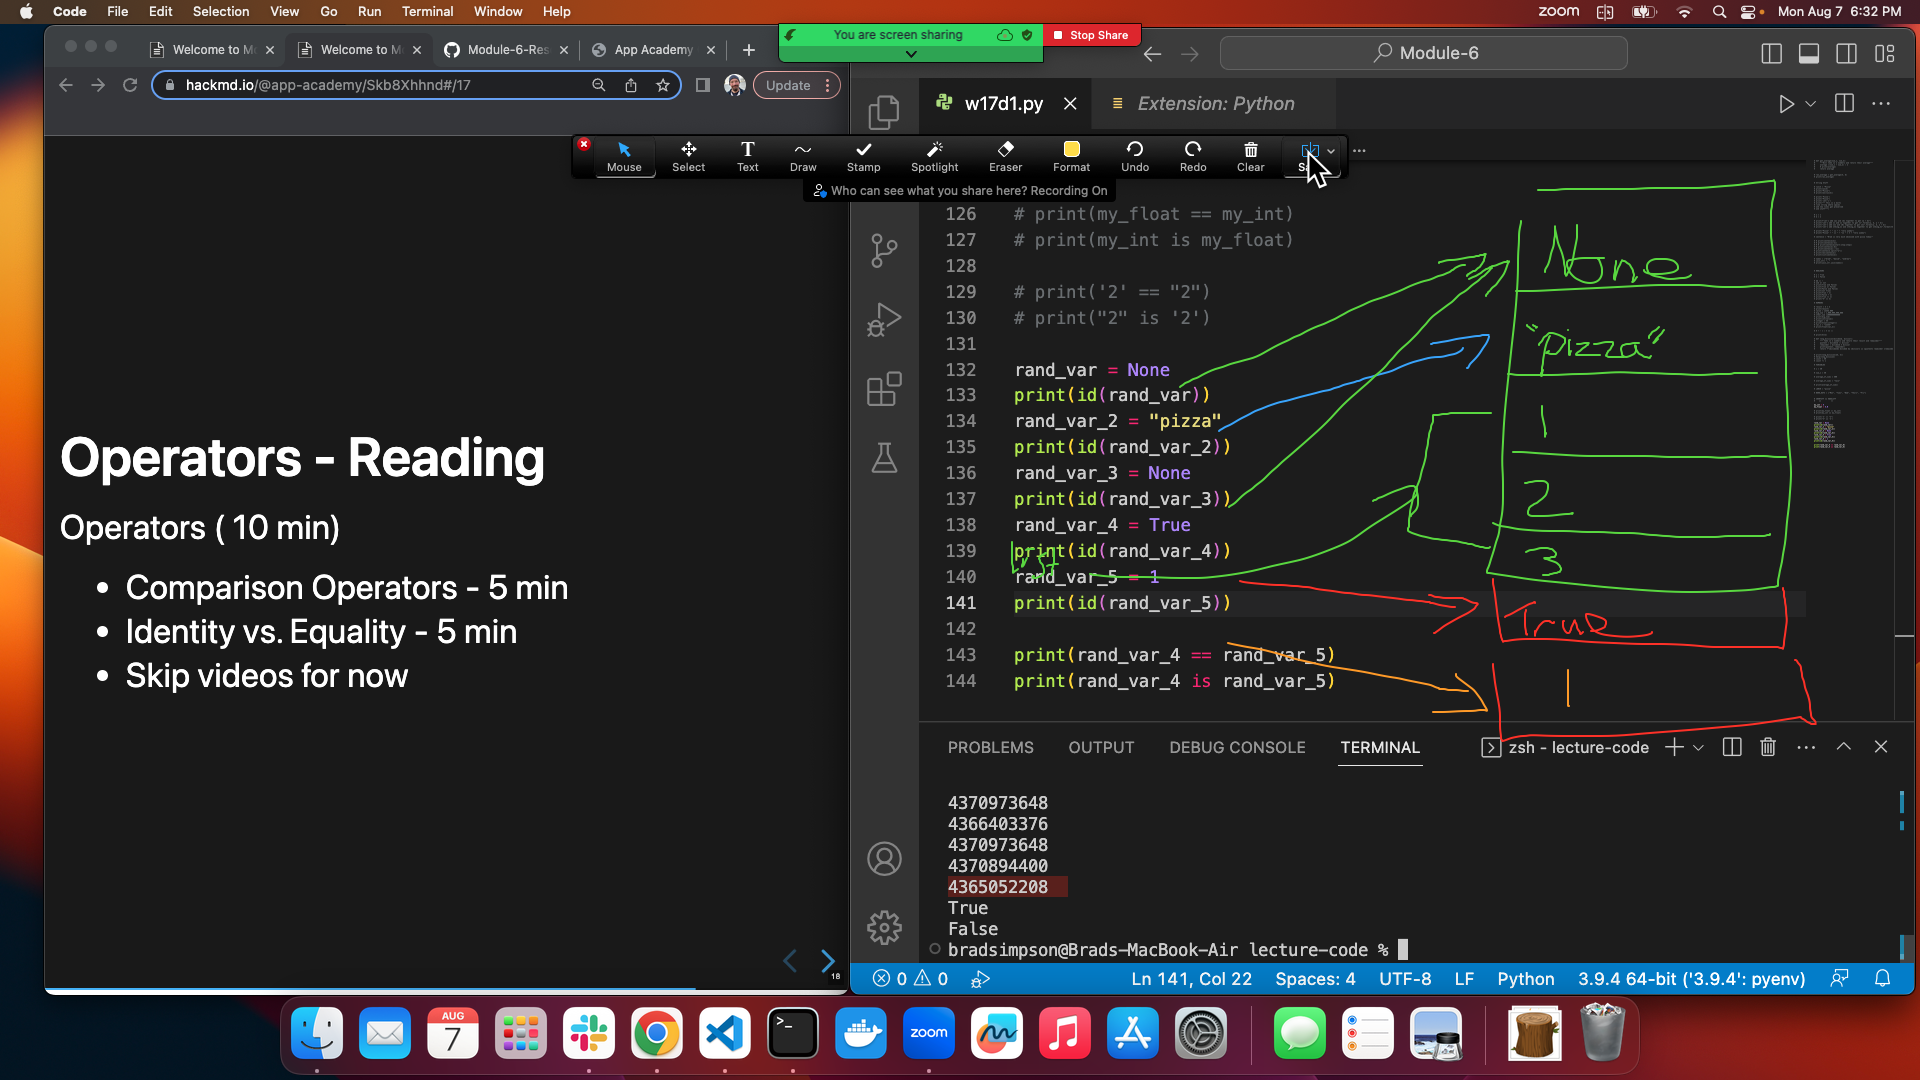 Code File Edit Selection View Go Run Terminal Window Help
zoom Mon Aug 7 6:32 PM
Welcome to M
Welcome to M
Module-6-Res
App Academy
You are screen sharing
Stop Share
hackmd.io/@app-academy/Skb8Xhhnd#/17
Update
Module-6
w17d1.py
Extension: Python
Mouse Select Text Draw Stamp Spotlight Eraser Format Undo Redo Clear
Who can see what you share here? Recording On
Operators - Reading
Operators ( 10 min)
• Comparison Operators - 5 min
• Identity vs. Equality - 5 min
• Skip videos for now
18
126 # print(my_float == my_int)
127 # print(my_int is my_float)
128
129 # print('2' == "2")
130 # print("2" is '2')
131
132 rand_var = None
133 print(id(rand_var))
134 rand_var_2 = "pizza"
135 print(id(rand_var_2))
136 rand_var_3 = None
137 print(id(rand_var_3))
138 rand_var_4 = True
139 print(id(rand_var_4))
140 rand_var_5 = 1
141 print(id(rand_var_5))
142
143 print(rand_var_4 == rand_var_5)
144 print(rand_var_4 is rand_var_5)
None
"pizza"
1
2
3
True
1
PROBLEMS OUTPUT DEBUG CONSOLE TERMINAL
zsh - lecture-code
4370973648
4366403376
4370973648
4370894400
4365052208
True
False
bradsimpson@Brads-MacBook-Air lecture-code %
0 0
Ln 141, Col 22 Spaces: 4 UTF-8 LF Python 3.9.4 64-bit ('3.9.4': pyenv)
AUG
7
zoom